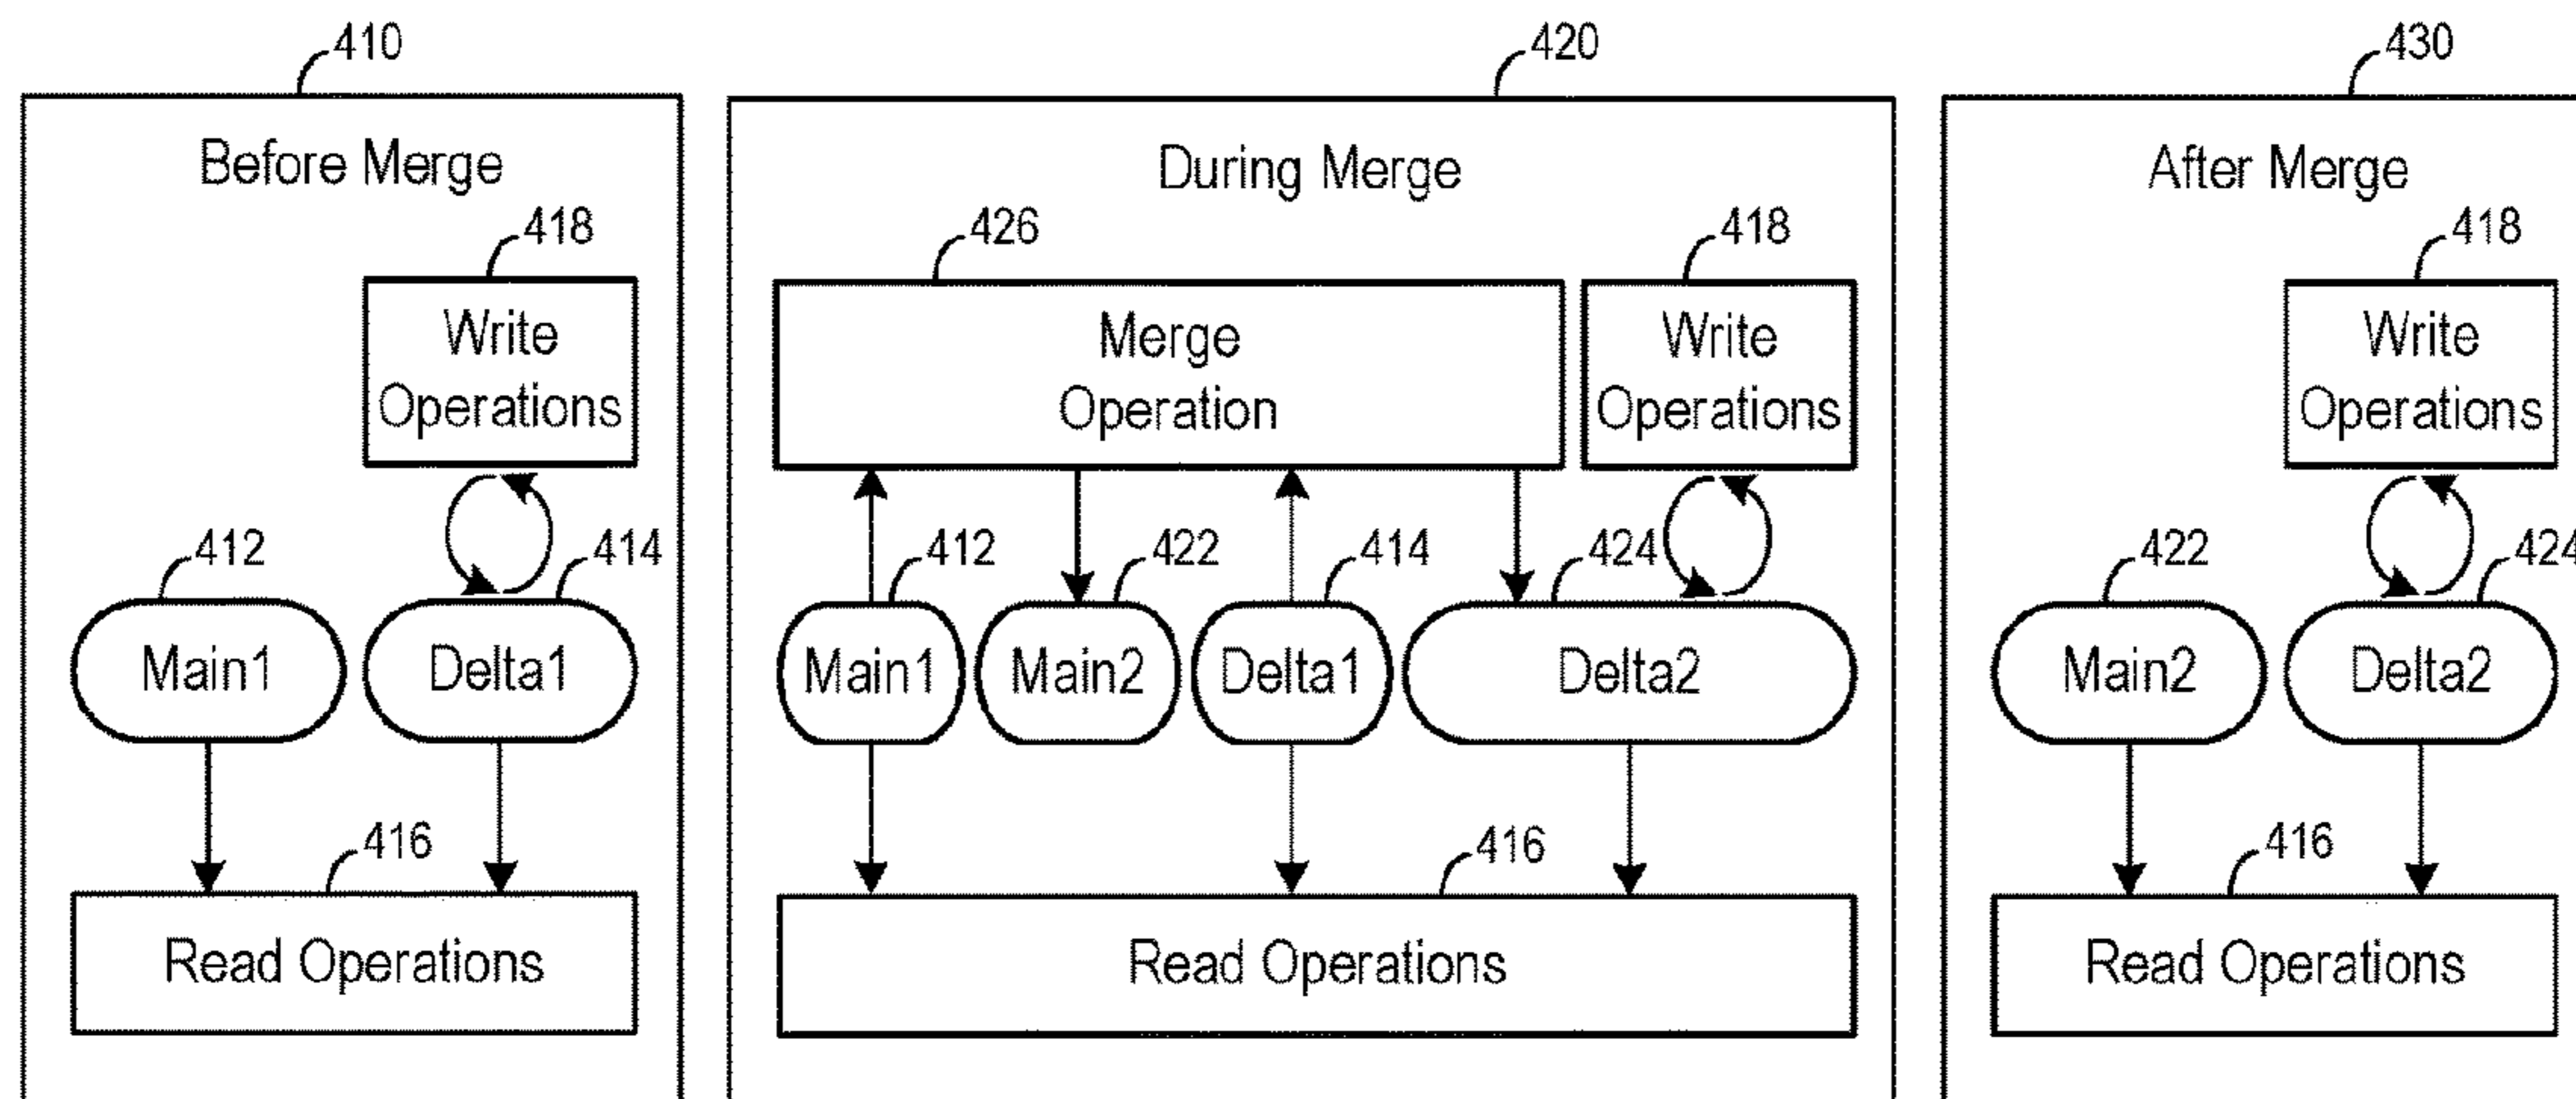 410
420
430
Before Merge
During Merge
After Merge
418
426
418
418
Write
Operations
Merge
Operation
Write
Operations
Write
Operations
412
414
412
422
414
424
422
424
Main1
Delta1
Main1
Main2
Delta1
Delta2
Main2
Delta2
416
416
416
Read Operations
Read Operations
Read Operations